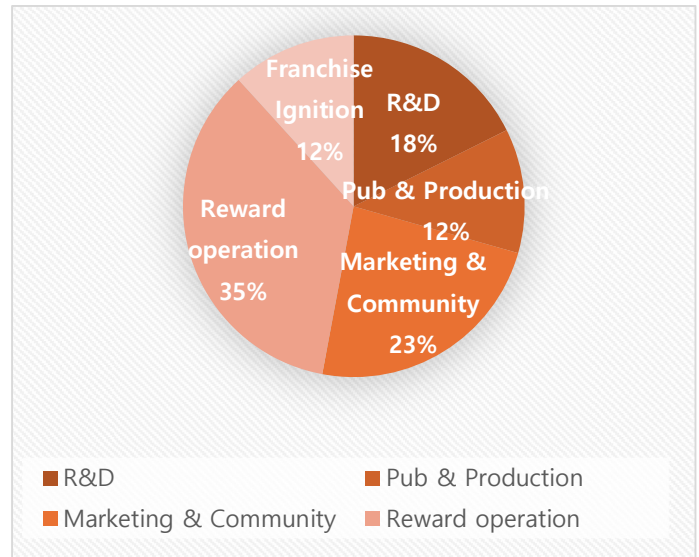 Franchise
Ignition
12%
R&D
18%
Pub & Production
12%
Marketing &
Community
23%
Reward
operation
35%
R&D
Pub & Production
Marketing & Community
Reward operation